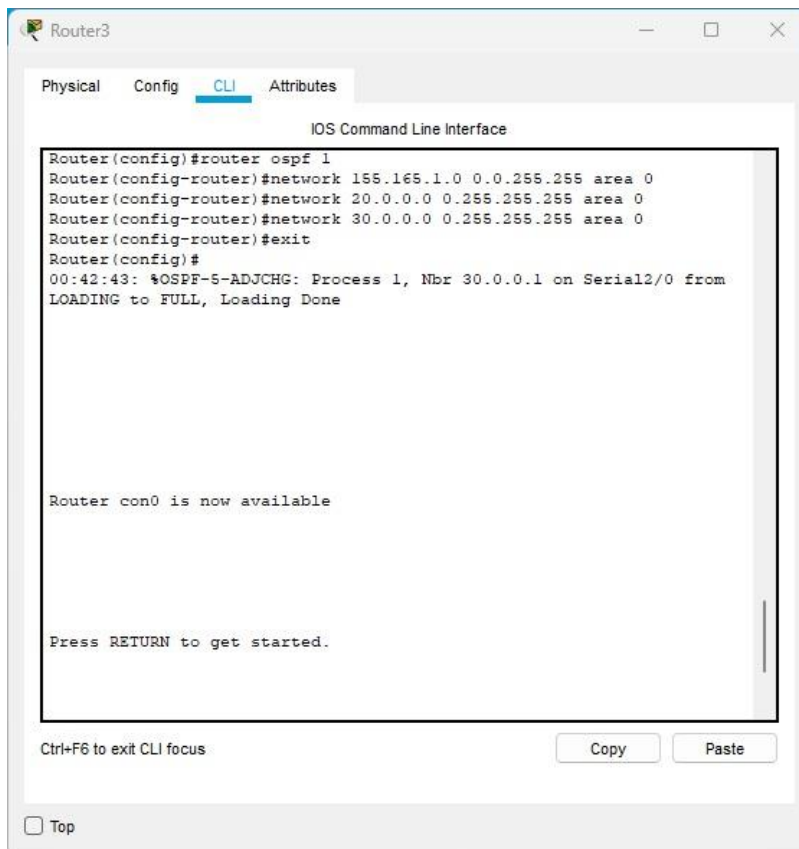 Router3
Physical Config CLI Attributes
IOS Command Line Interface
Router(config)#router ospf 1
Router(config-router)#network 155.165.1.0 0.0.255.255 area 0
Router(config-router)#network 20.0.0.0 0.255.255.255 area 0
Router(config-router)#network 30.0.0.0 0.255.255.255 area 0
Router(config-router)#exit
Router(config)#
00:42:43: %OSPF-5-ADJCHG: Process 1, Nbr 30.0.0.1 on Serial2/0 from
LOADING to FULL, Loading Done
Router con0 is now available
Press RETURN to get started.
Ctrl+F6 to exit CLI focus
Copy Paste
Top